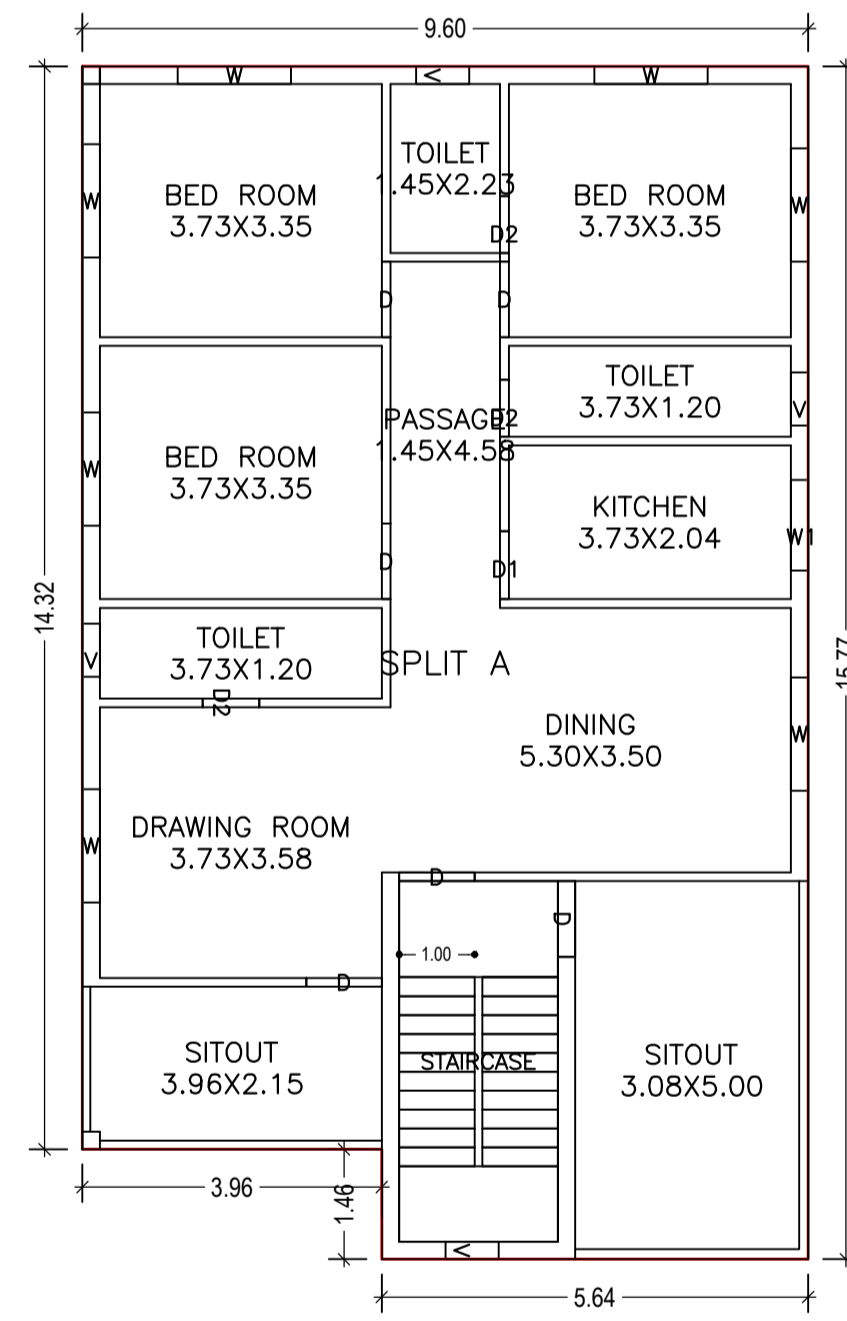 9.60
W
V
W
TOILET
1.45X2.23
BED ROOM
3.73X3.35
BED ROOM
3.73X3.35
W
W
D2
D
D
TOILET
3.73X1.20
V
PASSAGE
1.45X4.58
D2
BED ROOM
3.73X3.35
W
KITCHEN
3.73X2.04
W1
D
D1
14.32
15.77
TOILET
3.73X1.20
V
SPLIT A
D2
DINING
5.30X3.50
W
DRAWING ROOM
3.73X3.58
W
D
D
1.00
D
SITOUT
3.96X2.15
STAIRCASE
SITOUT
3.08X5.00
3.96
1.46
V
5.64